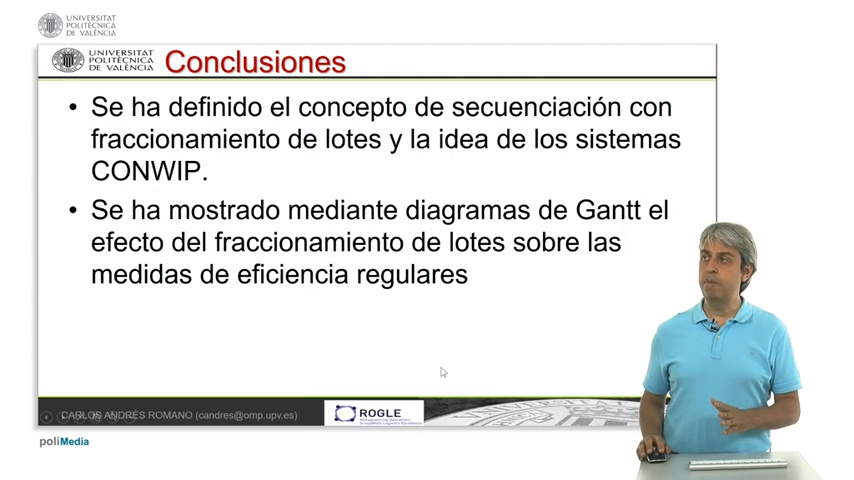 UNIVERSITAT
POLITÈCNICA
DE VALÈNCIA
UNIVERSITAT
POLITÈCNICA
DE VALÈNCIA
Conclusiones
• Se ha definido el concepto de secuenciación con
fraccionamiento de lotes y la idea de los sistemas
CONWIP.
• Se ha mostrado mediante diagramas de Gantt el
efecto del fraccionamiento de lotes sobre las
medidas de eficiencia regulares
CARLOS ANDRÉS ROMANO (candres@omp.upv.es)
ROGLE
poliMedia